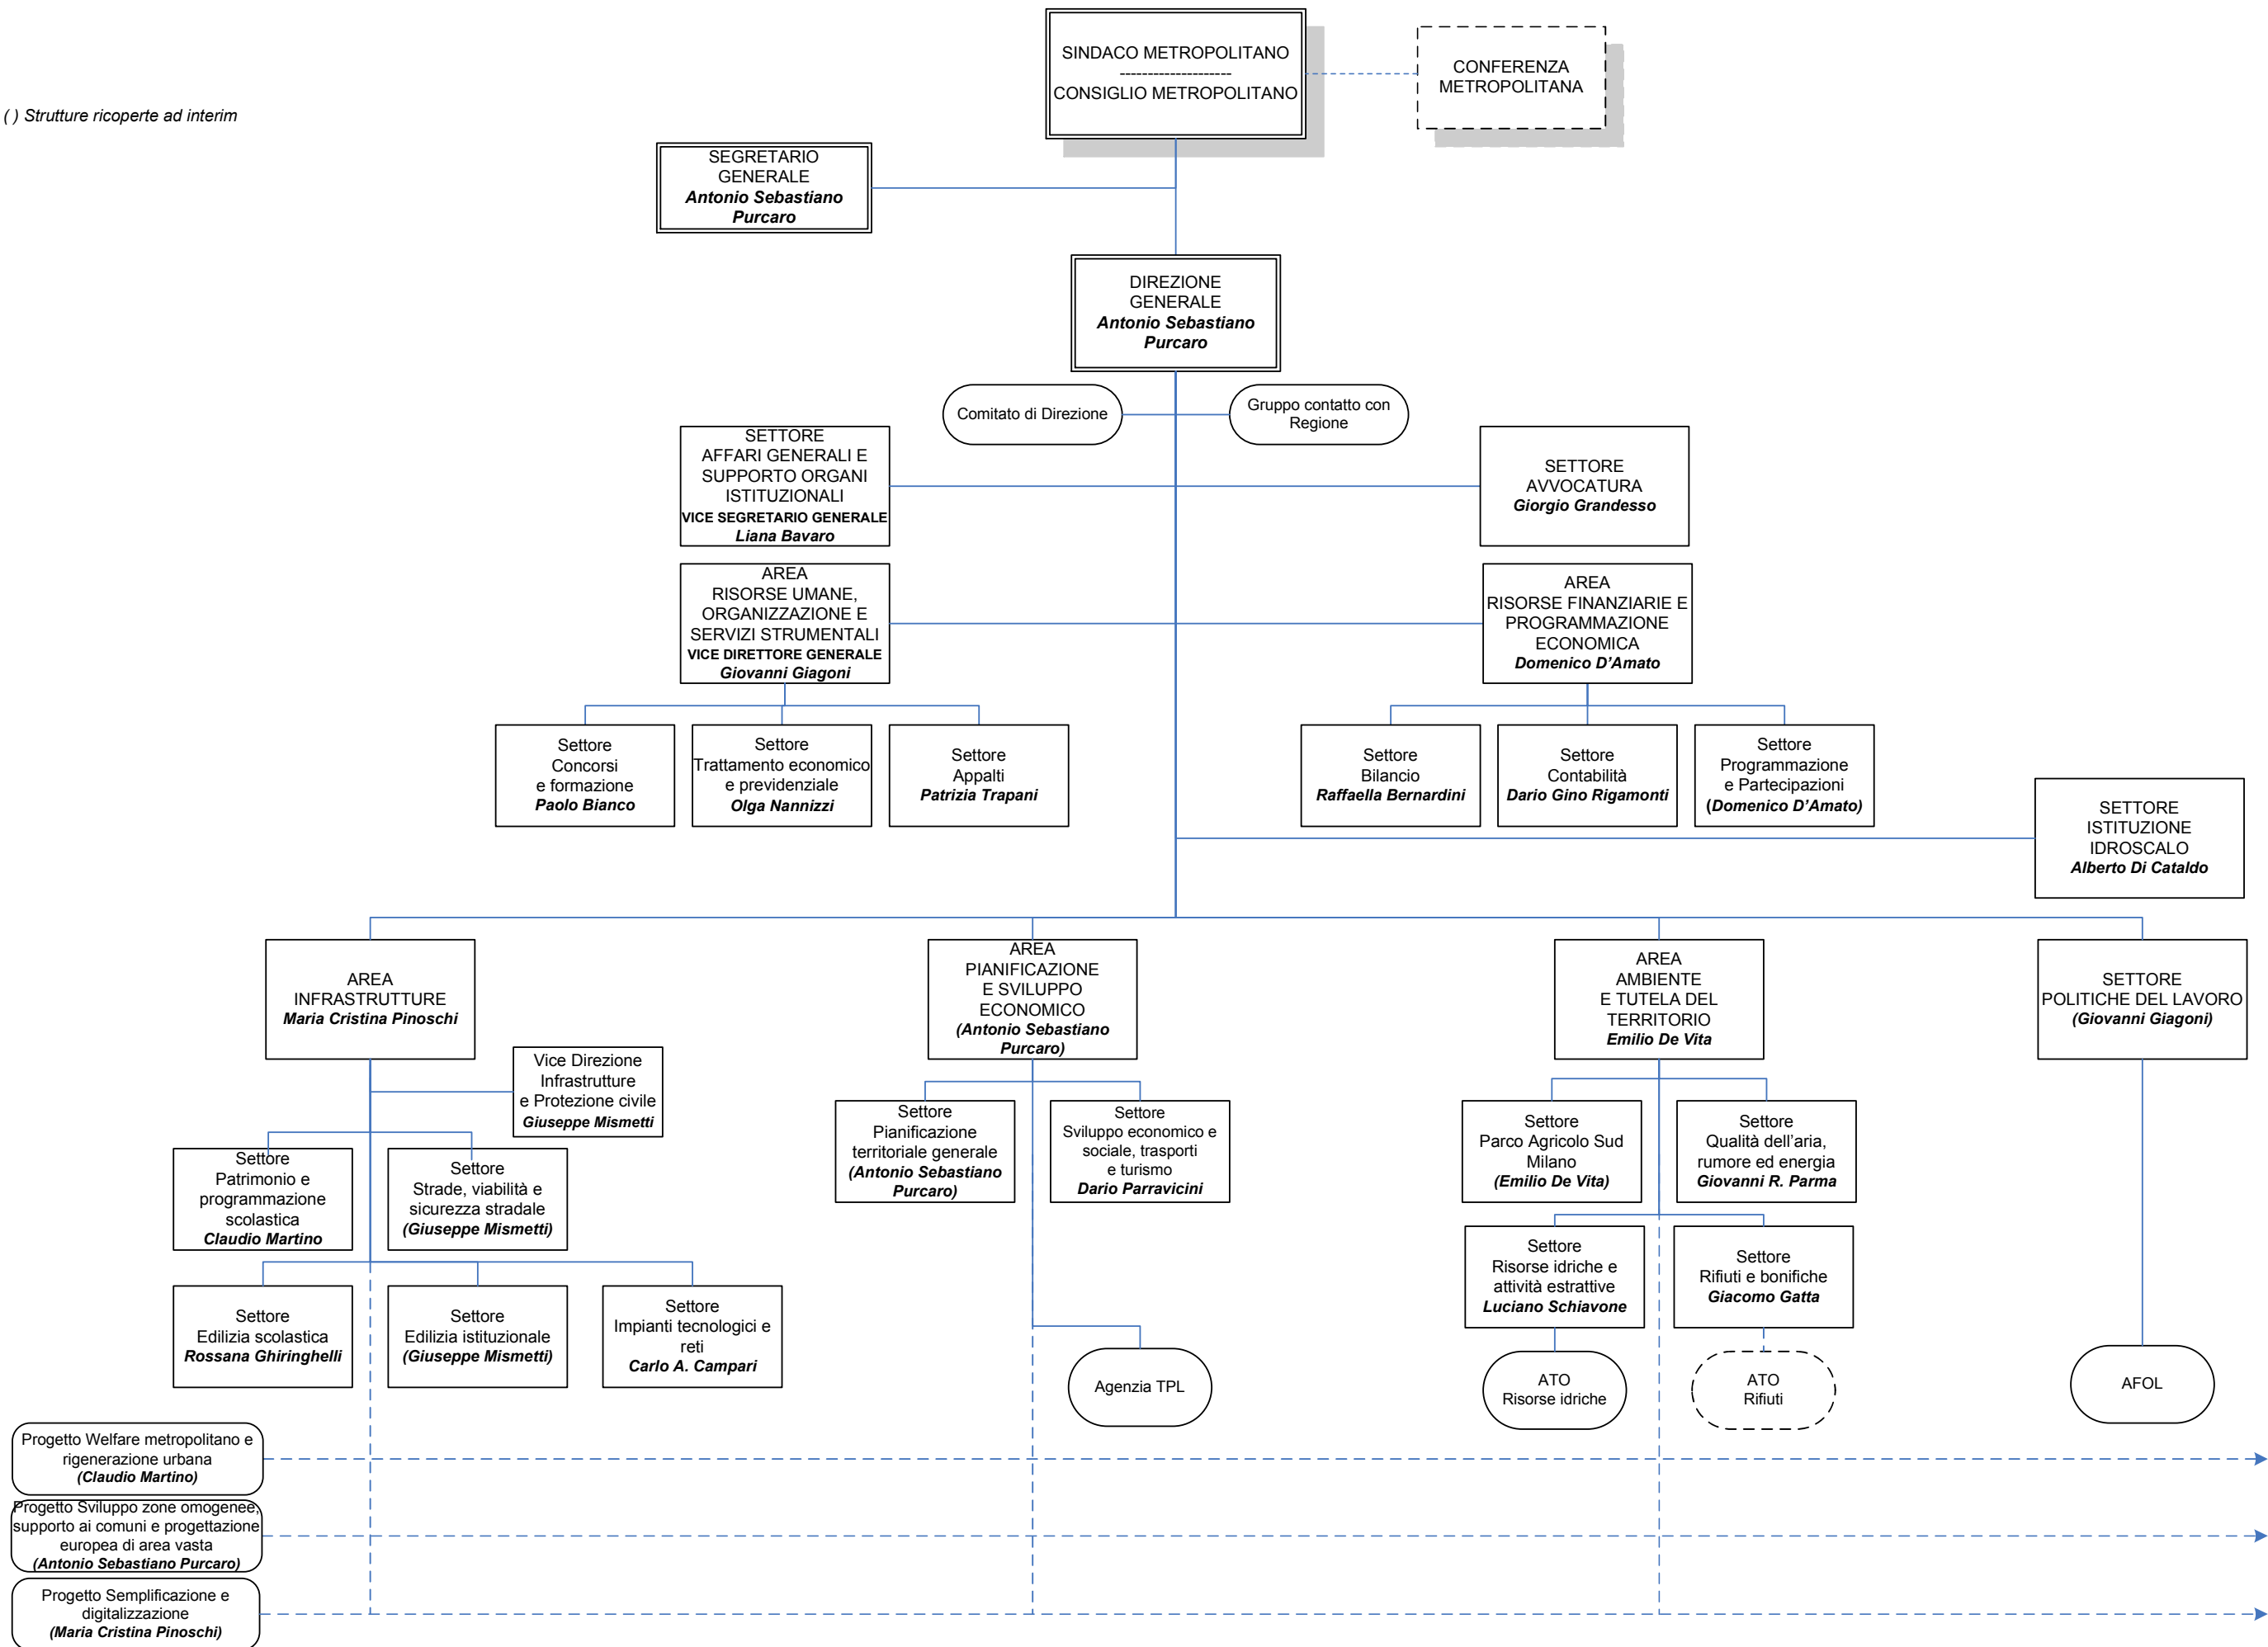 SINDACO METROPOLITANO
--------------------
CONSIGLIO METROPOLITANO
CONFERENZA
METROPOLITANA
( ) Strutture ricoperte ad interim
SEGRETARIO
GENERALE
Antonio Sebastiano
Purcaro
DIREZIONE
GENERALE
Antonio Sebastiano
Purcaro
Comitato di Direzione
Gruppo contatto con
Regione
SETTORE
AFFARI GENERALI E
SUPPORTO ORGANI
ISTITUZIONALI
VICE SEGRETARIO GENERALE
Liana Bavaro
SETTORE
AVVOCATURA
Giorgio Grandesso
AREA
RISORSE UMANE,
ORGANIZZAZIONE E
SERVIZI STRUMENTALI
VICE DIRETTORE GENERALE
Giovanni Giagoni
AREA
RISORSE FINANZIARIE E
PROGRAMMAZIONE
ECONOMICA
Domenico D'Amato
Settore
Concorsi
e formazione
Paolo Bianco
Settore
Trattamento economico
e previdenziale
Olga Nannizzi
Settore
Appalti
Patrizia Trapani
Settore
Bilancio
Raffaella Bernardini
Settore
Contabilità
Dario Gino Rigamonti
Settore
Programmazione
e Partecipazioni
(Domenico D'Amato)
SETTORE
ISTITUZIONE
IDROSCALO
Alberto Di Cataldo
AREA
INFRASTRUTTURE
Maria Cristina Pinoschi
AREA
PIANIFICAZIONE
E SVILUPPO
ECONOMICO
(Antonio Sebastiano
Purcaro)
AREA
AMBIENTE
E TUTELA DEL
TERRITORIO
Emilio De Vita
SETTORE
POLITICHE DEL LAVORO
(Giovanni Giagoni)
Vice Direzione
Infrastrutture
e Protezione civile
Giuseppe Mismetti
Settore
Patrimonio e
programmazione
scolastica
Claudio Martino
Settore
Strade, viabilità e
sicurezza stradale
(Giuseppe Mismetti)
Settore
Pianificazione
territoriale generale
(Antonio Sebastiano
Purcaro)
Settore
Sviluppo economico e
sociale, trasporti
e turismo
Dario Parravicini
Settore
Parco Agricolo Sud
Milano
(Emilio De Vita)
Settore
Qualità dell'aria,
rumore ed energia
Giovanni R. Parma
Settore
Risorse idriche e
attività estrattive
Luciano Schiavone
Settore
Rifiuti e bonifiche
Giacomo Gatta
Settore
Edilizia scolastica
Rossana Ghiringhelli
Settore
Edilizia istituzionale
(Giuseppe Mismetti)
Settore
Impianti tecnologici e
reti
Carlo A. Campari
Agenzia TPL
ATO
Risorse idriche
ATO
Rifiuti
AFOL
Progetto Welfare metropolitano e
rigenerazione urbana
(Claudio Martino)
Progetto Sviluppo zone omogenee,
supporto ai comuni e progettazione
europea di area vasta
(Antonio Sebastiano Purcaro)
Progetto Semplificazione e
digitalizzazione
(Maria Cristina Pinoschi)